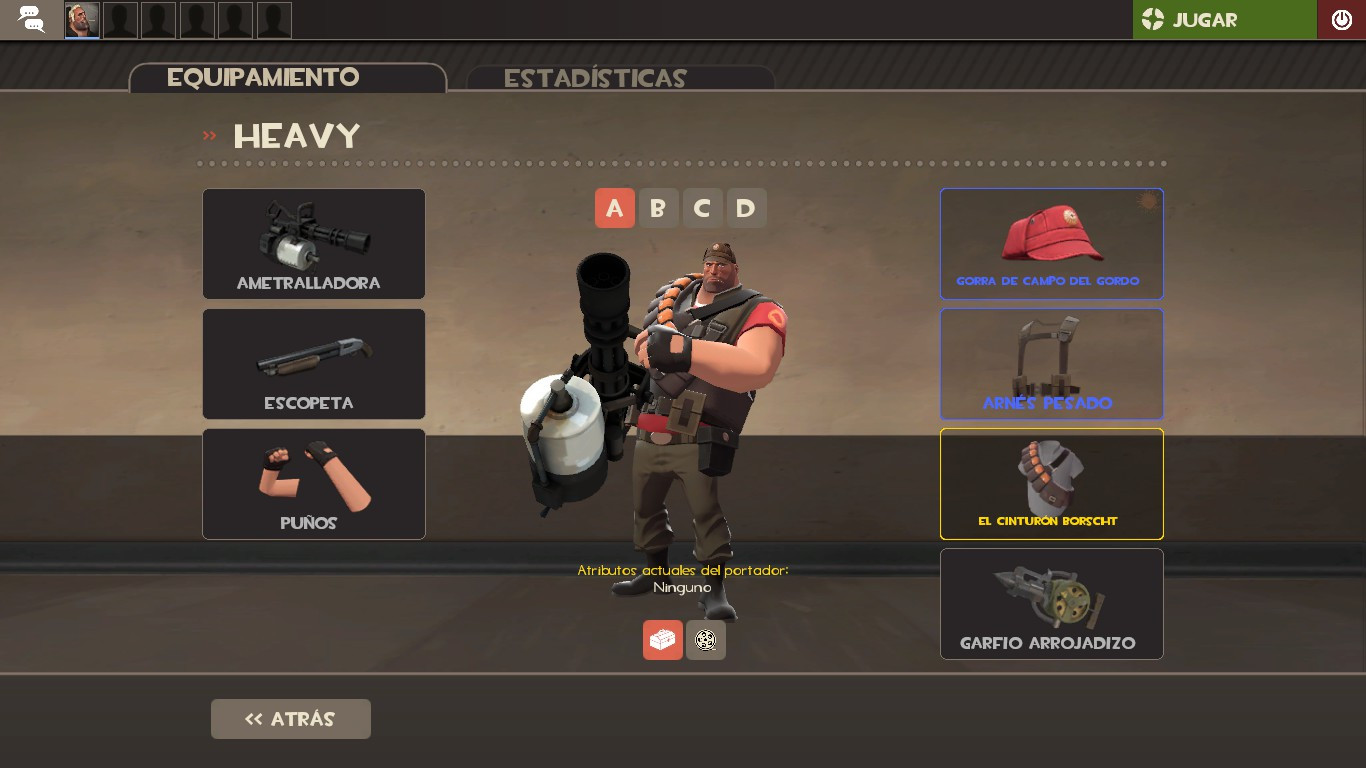 JUGAR
EQUIPAMIENTO
ESTADÍSTICAS
» HEAVY
A B C D
AMETRALLADORA
ESCOPETA
PUÑOS
GORRA DE CAMPO DEL GORDO
ARNÉS PESADO
EL CINTURÓN BORSCHT
GARFIO ARROJADIZO
Atributos actuales del portador:
Ninguno
<< ATRÁS